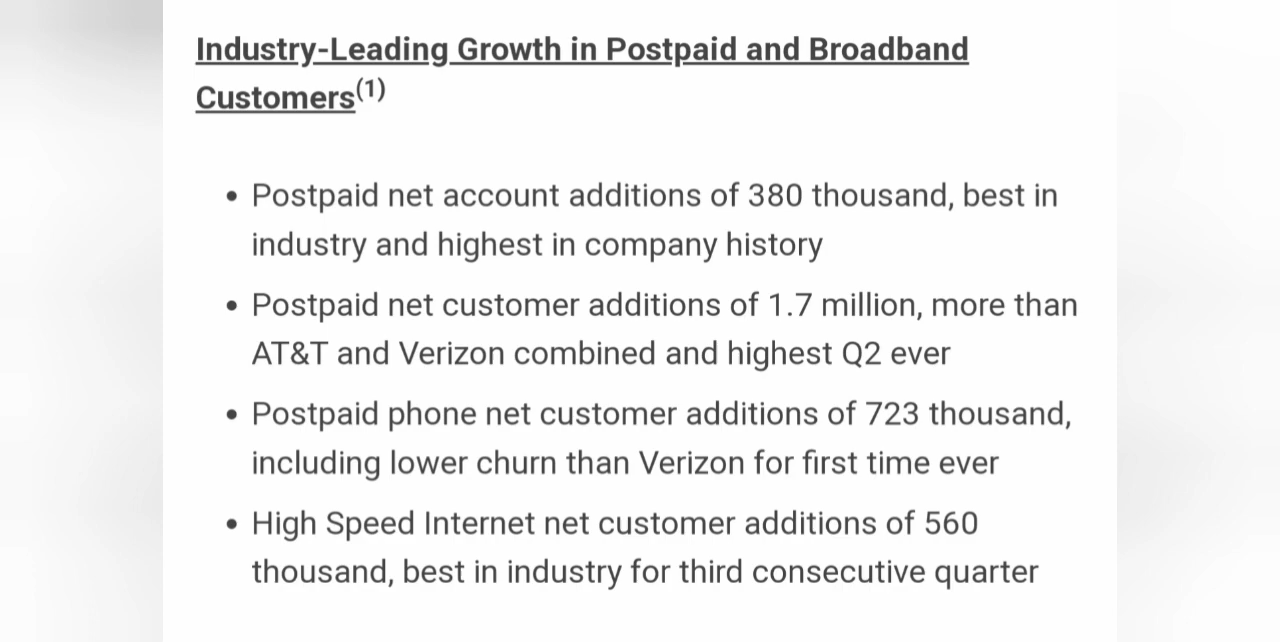 Industry-Leading Growth in Postpaid and Broadband
Customers(1)
• Postpaid net account additions of 380 thousand, best in
industry and highest in company history
• Postpaid net customer additions of 1.7 million, more than
AT&T and Verizon combined and highest Q2 ever
• Postpaid phone net customer additions of 723 thousand,
including lower churn than Verizon for first time ever
• High Speed Internet net customer additions of 560
thousand, best in industry for third consecutive quarter